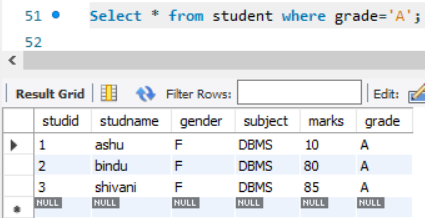 51 Select * from student where grade='A';
52
Result Grid Filter Rows: Edit:
studid studname gender subject marks grade
1 ashu F DBMS 10 A
2 bindu F DBMS 80 A
3 shivani F DBMS 85 A
NULL NULL NULL NULL NULL NULL